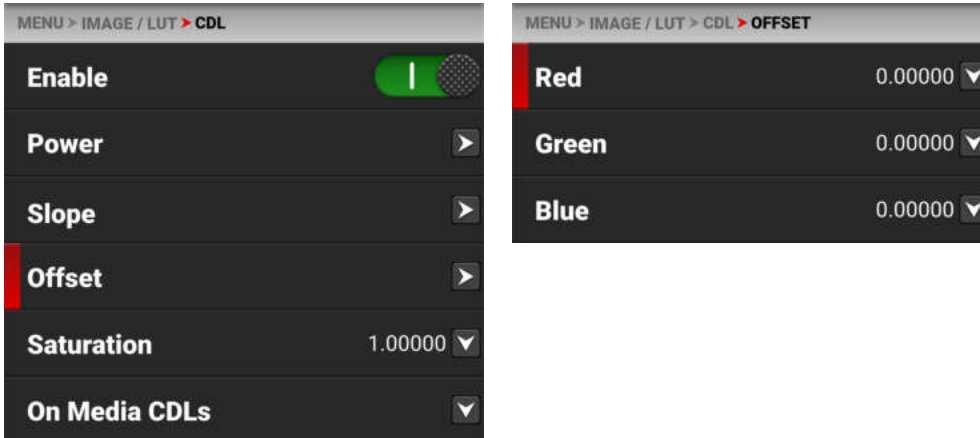 MENU > IMAGE / LUT > CDL
Enable
Power
Slope
Offset
Saturation 1.00000
On Media CDLs
MENU > IMAGE / LUT > CDL > OFFSET
Red 0.00000
Green 0.00000
Blue 0.00000